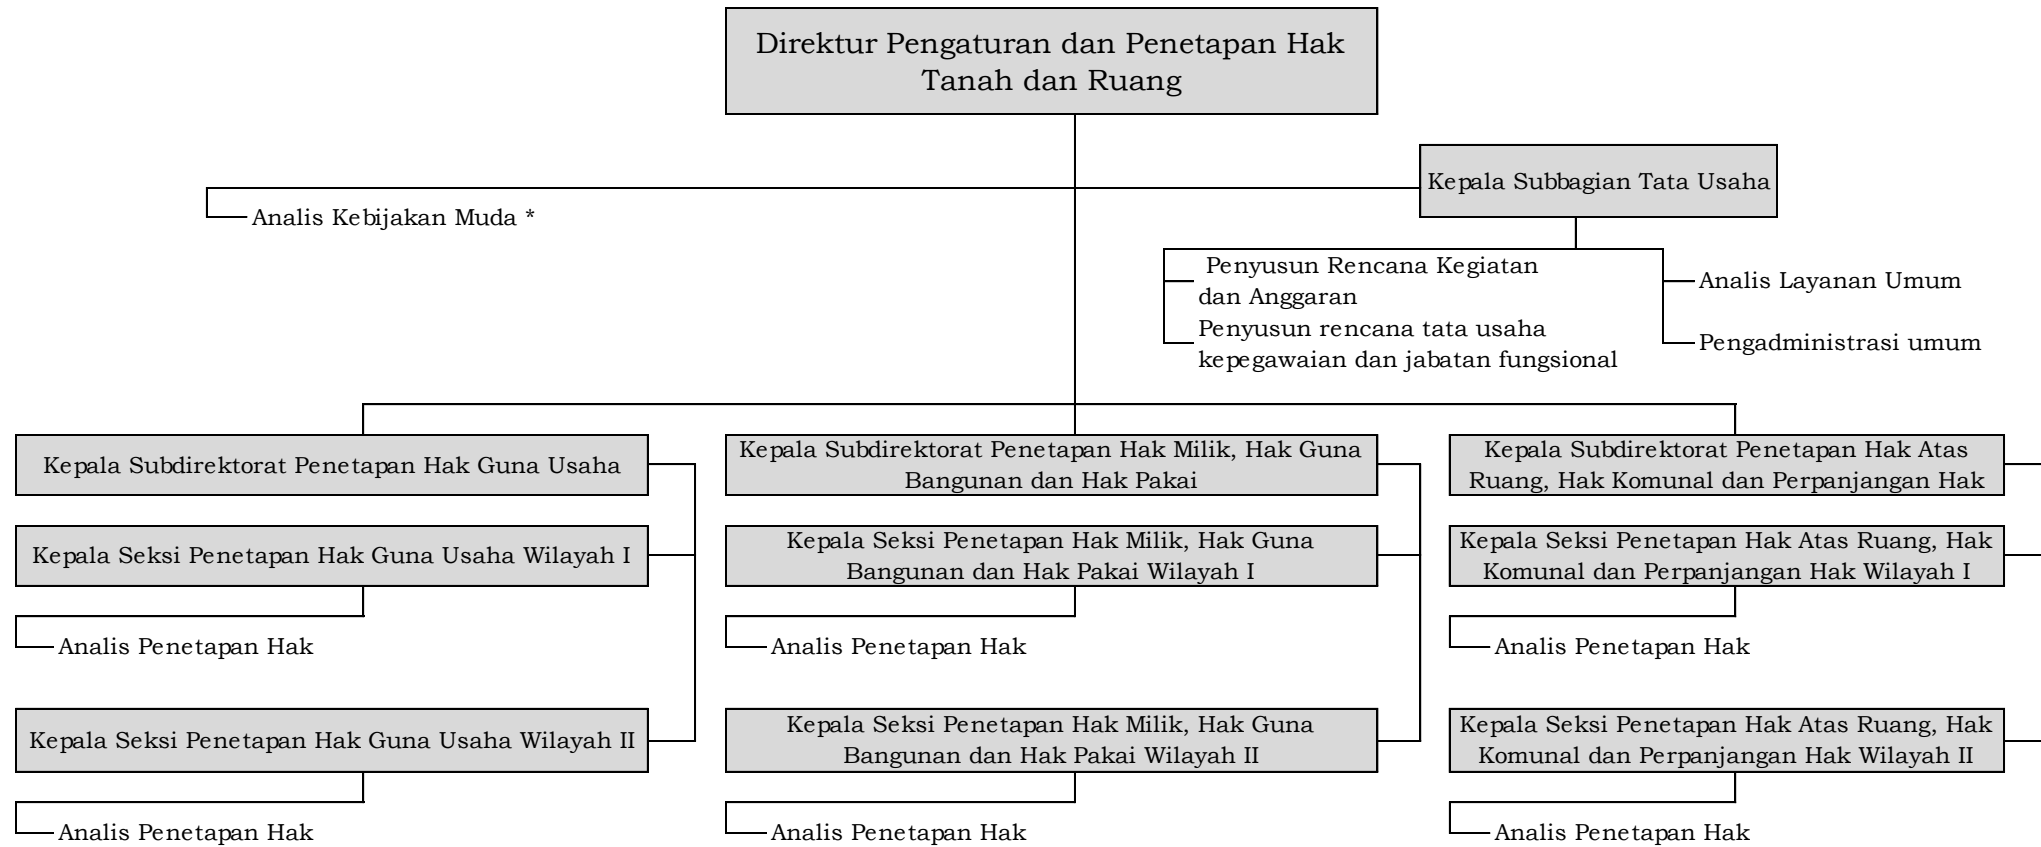 Direktur Pengaturan dan Penetapan Hak
Tanah dan Ruang
Kepala Subbagian Tata Usaha
Analis Kebijakan Muda *
Penyusun Rencana Kegiatan
dan Anggaran
Penyusun rencana tata usaha
kepegawaian dan jabatan fungsional
Analis Layanan Umum
Pengadministrasi umum
Kepala Subdirektorat Penetapan Hak Guna Usaha
Kepala Seksi Penetapan Hak Guna Usaha Wilayah I
Analis Penetapan Hak
Kepala Seksi Penetapan Hak Guna Usaha Wilayah II
Analis Penetapan Hak
Kepala Subdirektorat Penetapan Hak Milik, Hak Guna
Bangunan dan Hak Pakai
Kepala Seksi Penetapan Hak Milik, Hak Guna
Bangunan dan Hak Pakai Wilayah I
Analis Penetapan Hak
Kepala Seksi Penetapan Hak Milik, Hak Guna
Bangunan dan Hak Pakai Wilayah II
Analis Penetapan Hak
Kepala Subdirektorat Penetapan Hak Atas
Ruang, Hak Komunal dan Perpanjangan Hak
Kepala Seksi Penetapan Hak Atas Ruang, Hak
Komunal dan Perpanjangan Hak Wilayah I
Analis Penetapan Hak
Kepala Seksi Penetapan Hak Atas Ruang, Hak
Komunal dan Perpanjangan Hak Wilayah II
Analis Penetapan Hak